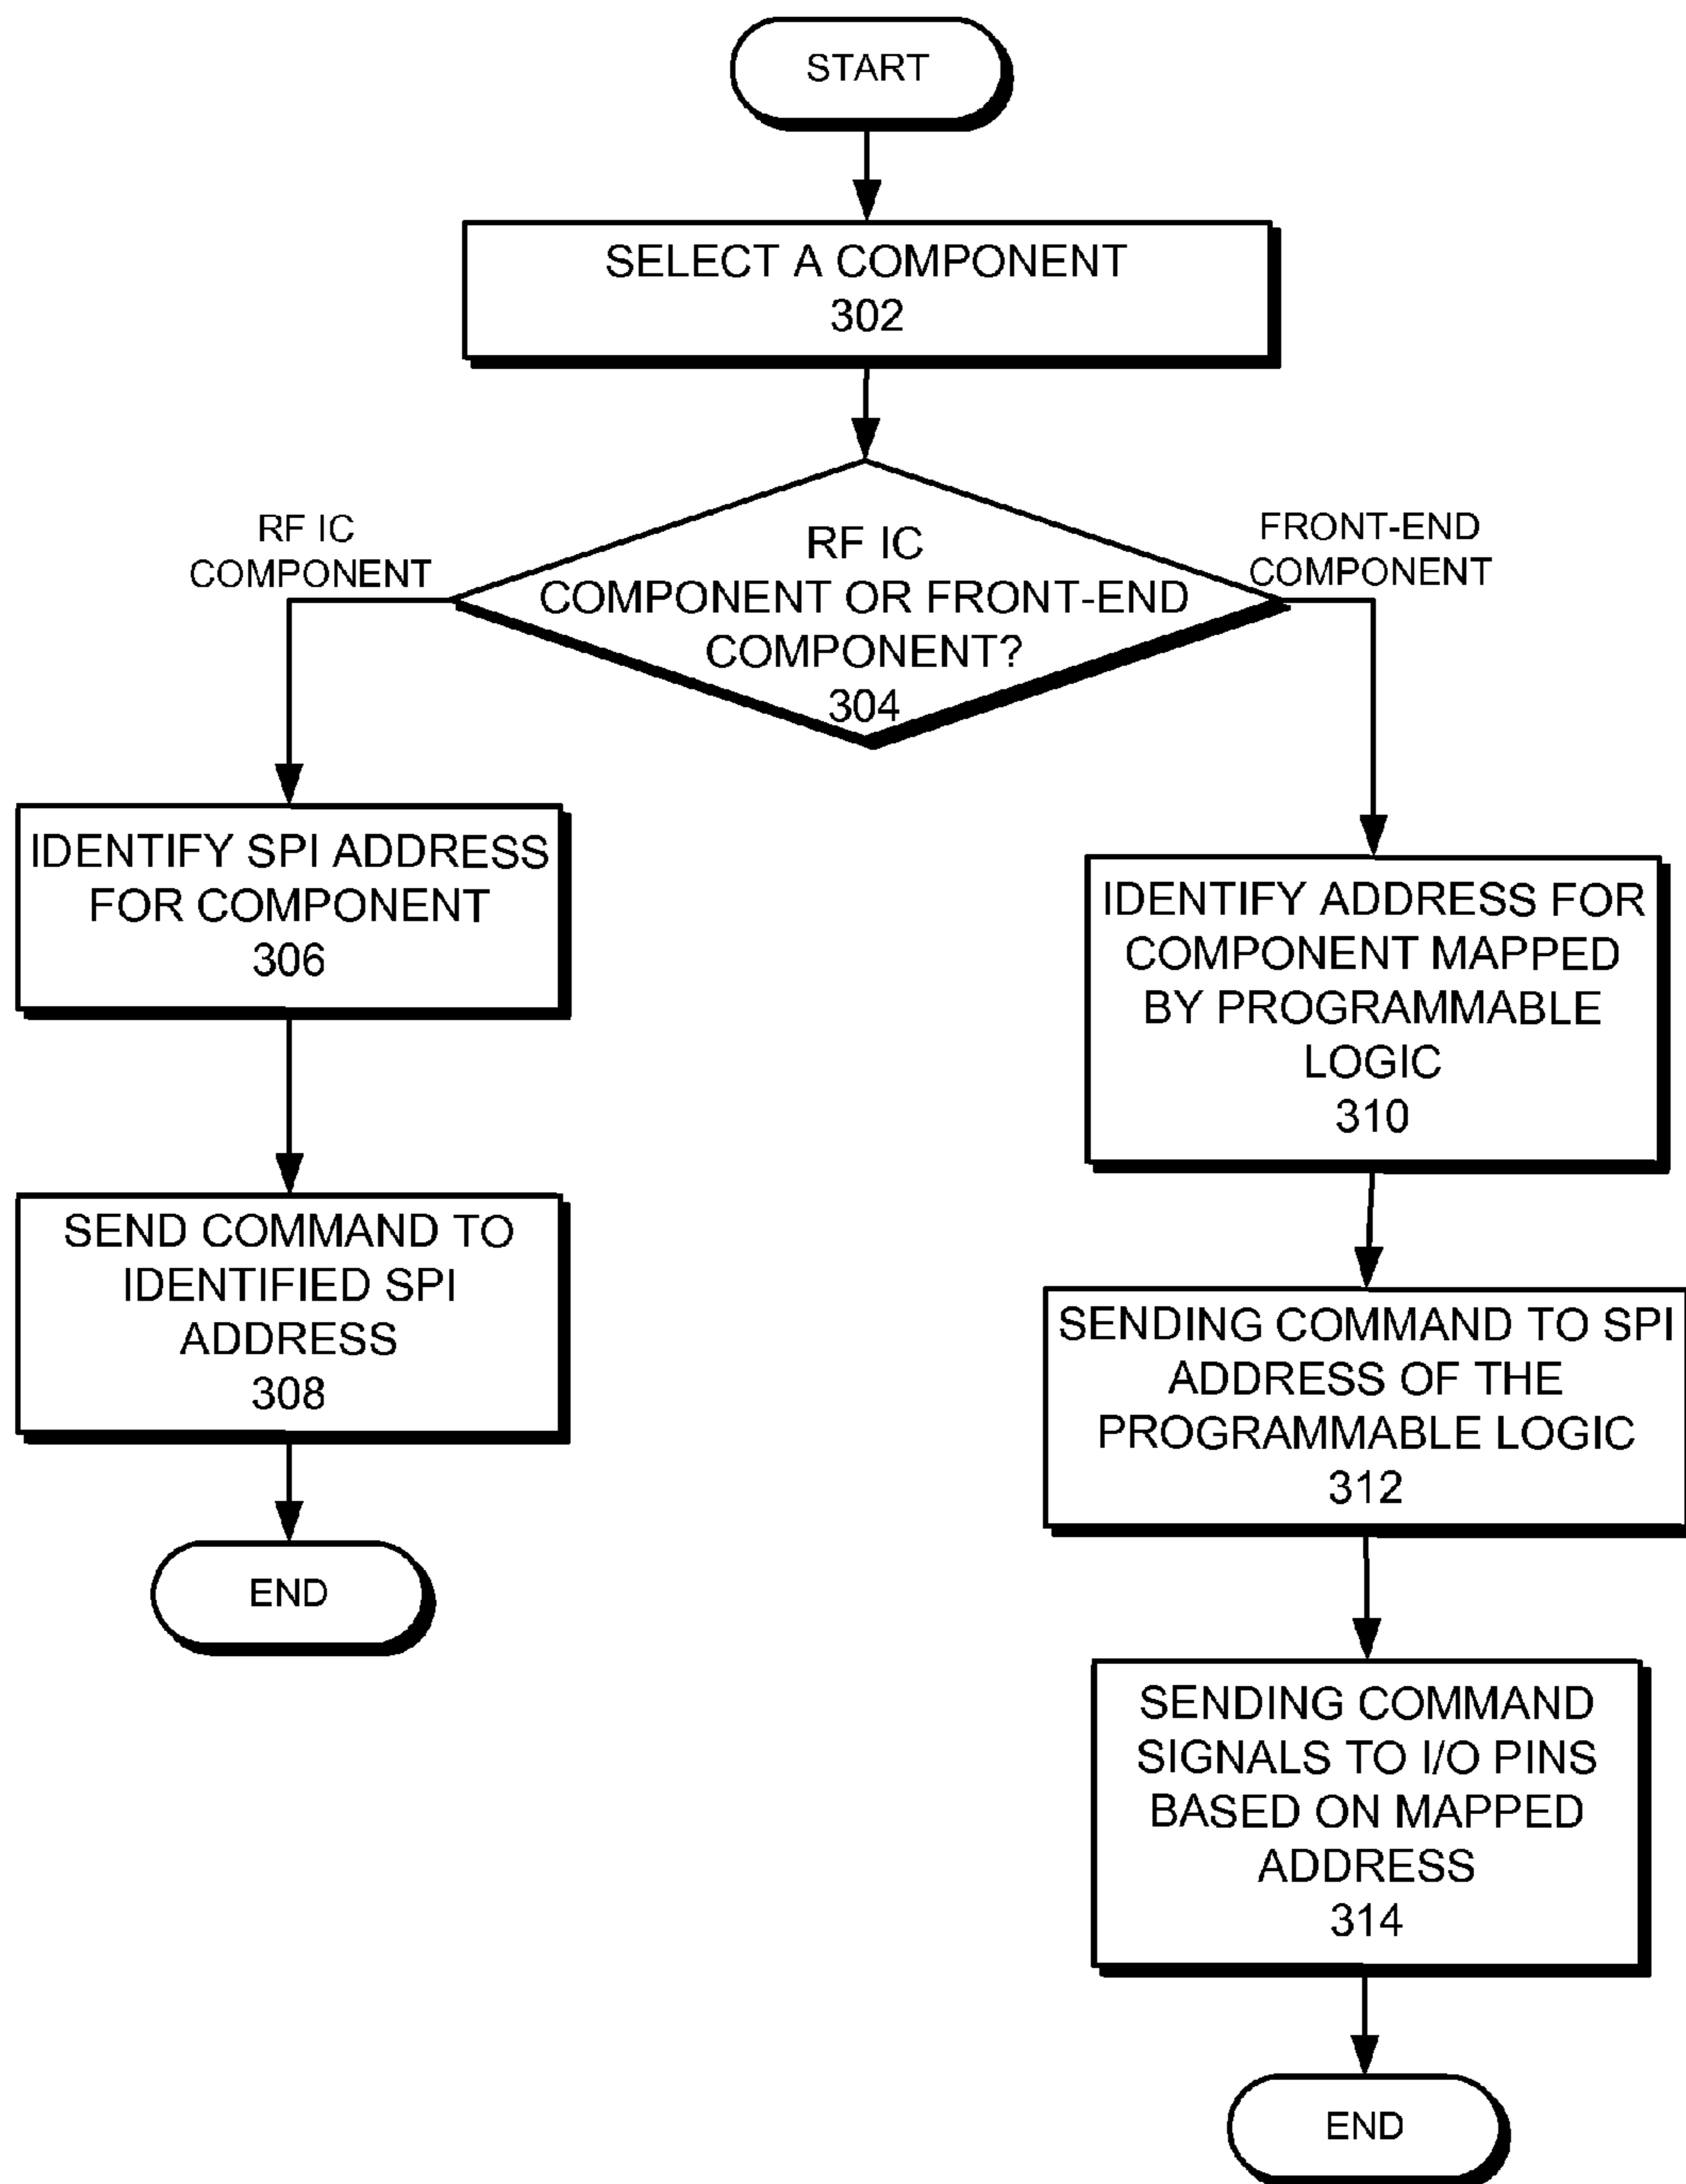 START
SELECT A COMPONENT
302
RF IC
COMPONENT
RF IC
COMPONENT OR FRONT-END
COMPONENT?
304
FRONT-END
COMPONENT
IDENTIFY SPI ADDRESS
FOR COMPONENT
306
SEND COMMAND TO
IDENTIFIED SPI
ADDRESS
308
END
IDENTIFY ADDRESS FOR
COMPONENT MAPPED
BY PROGRAMMABLE
LOGIC
310
SENDING COMMAND TO SPI
ADDRESS OF THE
PROGRAMMABLE LOGIC
312
SENDING COMMAND
SIGNALS TO I/O PINS
BASED ON MAPPED
ADDRESS
314
END